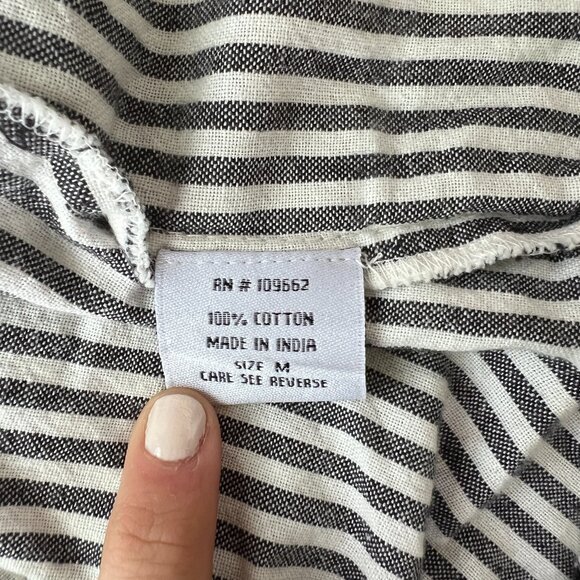 RN # 109662
100% COTTON
MADE IN INDIA
SIZE M
CARE SEE REVERSE